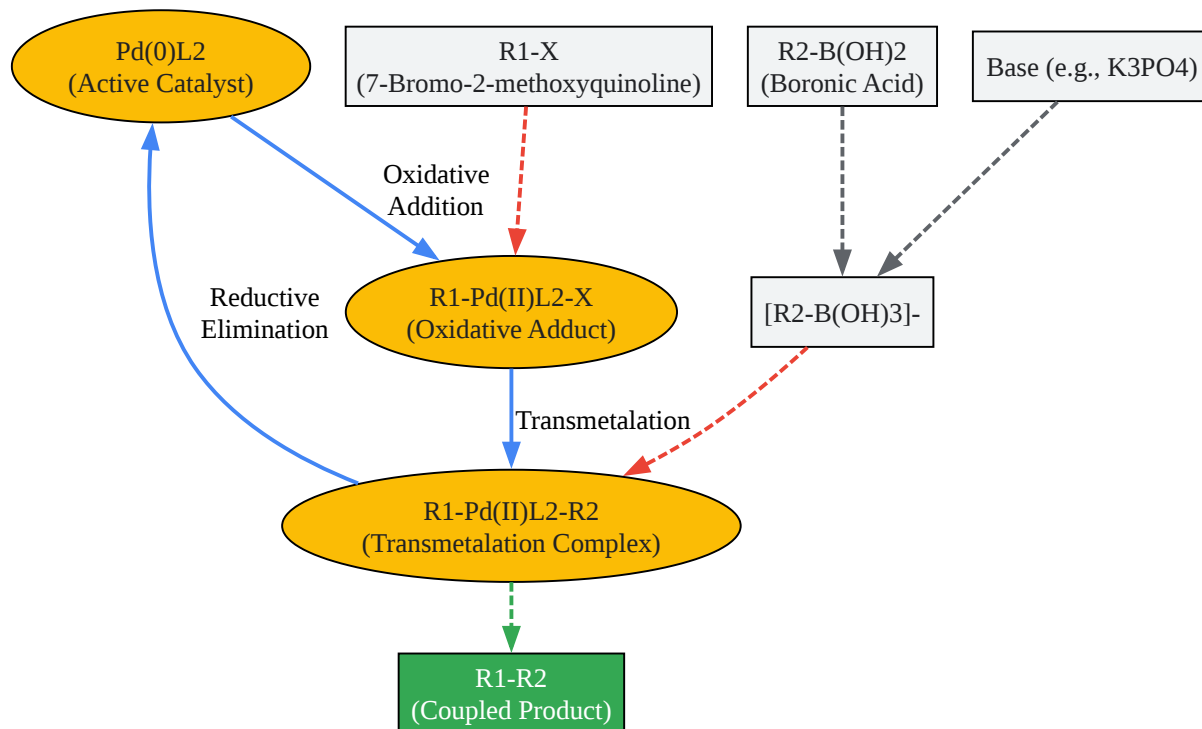 Pd(0)L2
(Active Catalyst)
R1-X
(7-Bromo-2-methoxyquinoline)
R2-B(OH)2
(Boronic Acid)
Base (e.g., K3PO4)
Oxidative
Addition
Reductive
Elimination
R1-Pd(II)L2-X
(Oxidative Adduct)
[R2-B(OH)3]-
Transmetalation
R1-Pd(II)L2-R2
(Transmetalation Complex)
R1-R2
(Coupled Product)